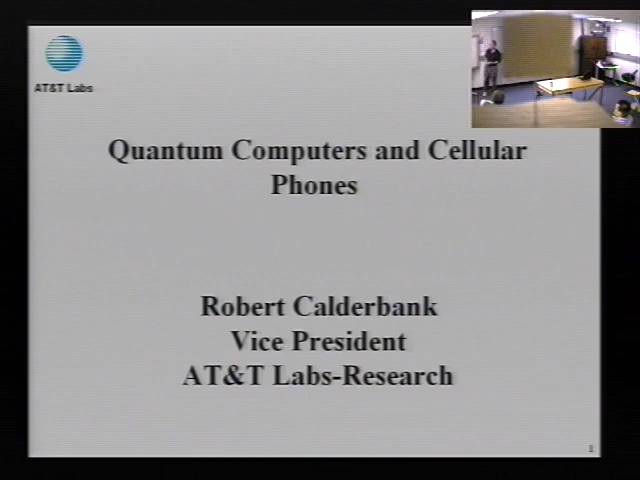 AT&T Labs
Quantum Computers and Cellular
Phones
Robert Calderbank
Vice President
AT&T Labs-Research
1